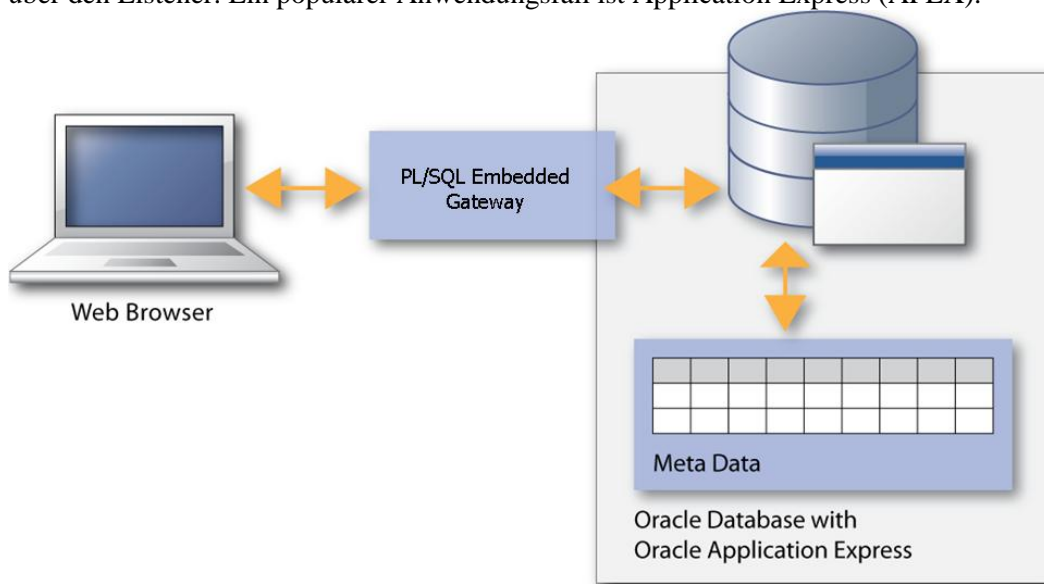 über den Listener. Ein populärer Anwendungsfall ist Application Express (APEX).
PL/SQL Embedded
Gateway
Web Browser
Meta Data
Oracle Database with
Oracle Application Express